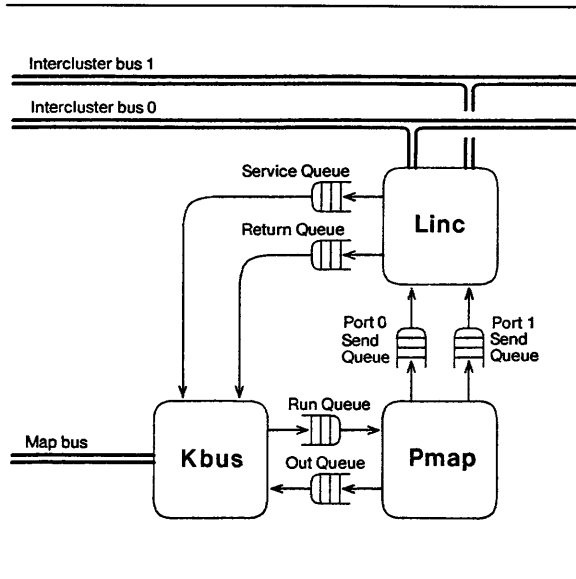 Intercluster bus 1
Intercluster bus 0
Service Queue
Linc
Return Queue
Port 0
Send
Queue
Port 1
Send
Queue
Run Queue
Map bus
Kbus
Pmap
Out Queue